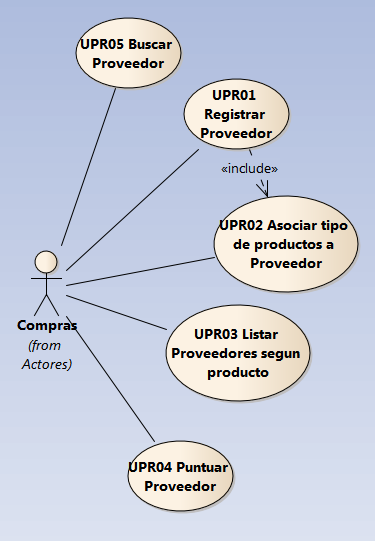 UPR05 Buscar
Proveedor
UPR01
Registrar
Proveedor
«include»
UPR02 Asociar tipo
de productos a
Proveedor
Compras
(from
Actores)
UPR03 Listar
Proveedores segun
producto
UPR04 Puntuar
Proveedor